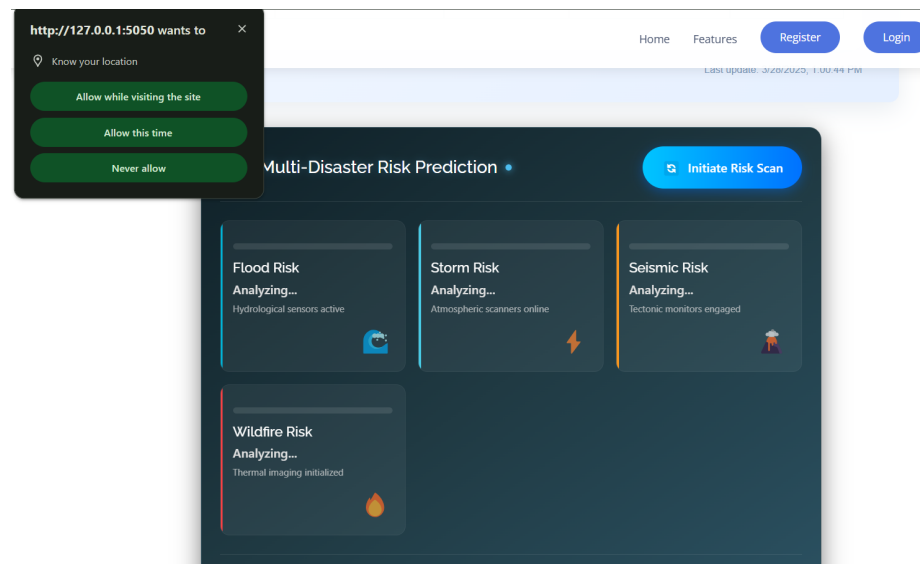 http://127.0.0.1:5050 wants to
Know your location
Allow while visiting the site
Allow this time
Never allow
Home Features Register Login
Last update: 3/28/2025, 1:00:44 PM
Multi-Disaster Risk Prediction
Initiate Risk Scan
Flood Risk
Analyzing...
Hydrological sensors active
Storm Risk
Analyzing...
Atmospheric scanners online
Seismic Risk
Analyzing...
Tectonic monitors engaged
Wildfire Risk
Analyzing...
Thermal imaging initialized